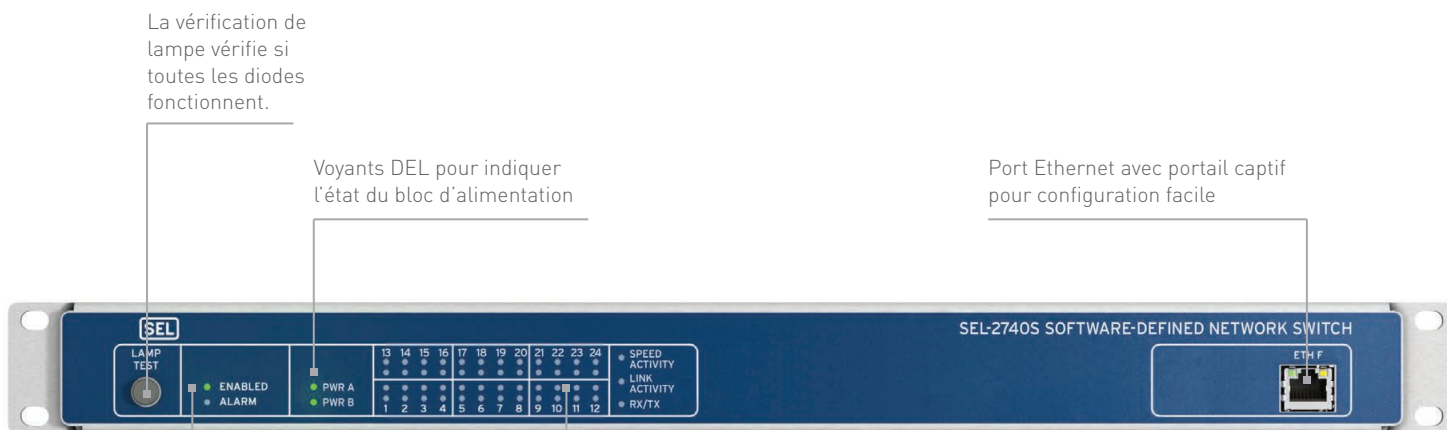 La vérification de
lampe vérifie si
toutes les diodes
fonctionnent.
Voyants DEL pour indiquer
l'état du bloc d'alimentation
Port Ethernet avec portail captif
pour configuration facile
SEL
SEL-2740S SOFTWARE-DEFINED NETWORK SWITCH
LAMP
TEST
ENABLED
ALARM
PWR A
PWR B
13 14 15 16 17 18 19 20 21 22 23 24
1 2 3 4 5 6 7 8 9 10 11 12
SPEED
ACTIVITY
LINK
ACTIVITY
RX/TX
ETH F